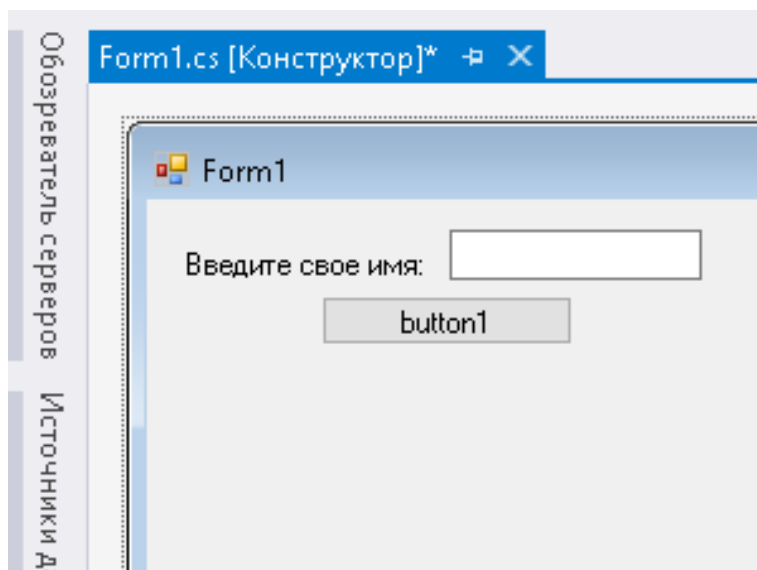 Обозреватель серверов
Источники д
Form1.cs [Конструктор]*
Form1
Введите свое имя:
button1